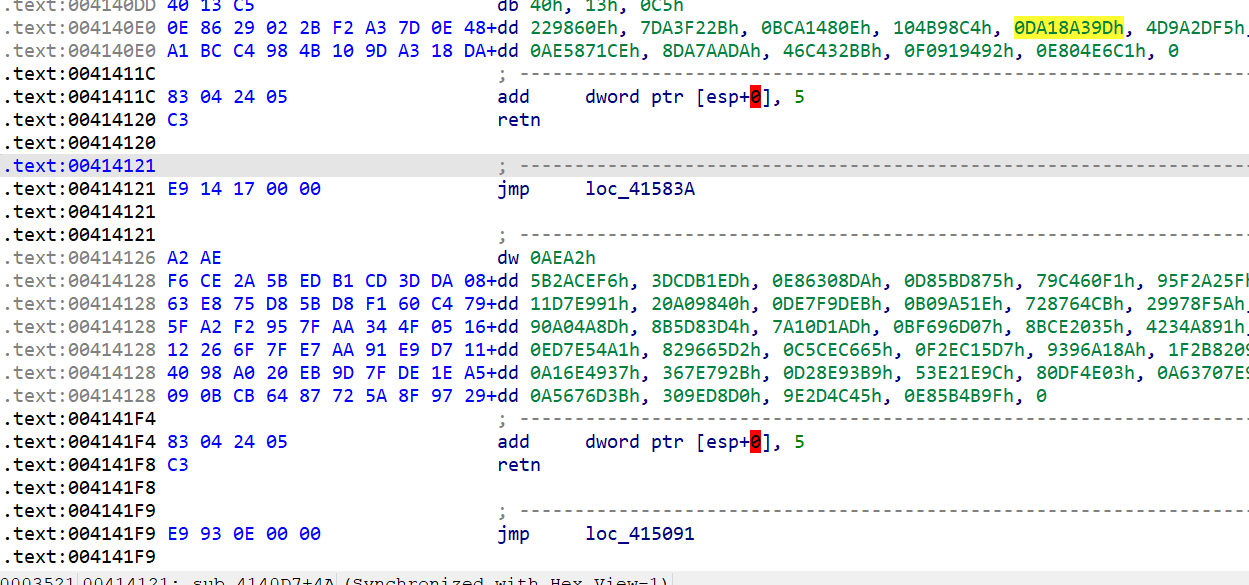 .text:004140DD 40 13 C5 db 40h, 13h, 0C5h
.text:004140E0 0E 86 29 02 2B F2 A3 7D 0E 48+dd 229860Eh, 7DA3F22Bh, 0BCA1480Eh, 104B98C4h, 0DA18A39Dh, 4D9A2DF5h,
.text:004140E0 A1 BC C4 98 4B 10 9D A3 18 DA+dd 0AE5871CEh, 8DA7AADAh, 46C432BBh, 0F0919492h, 0E804E6C1h, 0
.text:0041411C ; ---------------------------------------------------------------------------
.text:0041411C 83 04 24 05 add dword ptr [esp+0], 5
.text:00414120 C3 retn
.text:00414120
.text:00414121 ; ---------------------------------------------------------------------------
.text:00414121 E9 14 17 00 00 jmp loc_41583A
.text:00414121
.text:00414121 ; ---------------------------------------------------------------------------
.text:00414126 A2 AE dw 0AEA2h
.text:00414128 F6 CE 2A 5B ED B1 CD 3D DA 08+dd 5B2ACEF6h, 3DCDB1EDh, 0E86308DAh, 0D85BD875h, 79C460F1h, 95F2A25Fh
.text:00414128 63 E8 75 D8 5B D8 F1 60 C4 79+dd 11D7E991h, 20A09840h, 0DE7F9DEBh, 0B09A51Eh, 728764CBh, 29978F5Ah
.text:00414128 5F A2 F2 95 7F AA 34 4F 05 16+dd 90A04A8Dh, 8B5D83D4h, 7A10D1ADh, 0BF696D07h, 8BCE2035h, 4234A891h
.text:00414128 12 26 6F 7F E7 AA 91 E9 D7 11+dd 0ED7E54A1h, 829665D2h, 0C5CEC665h, 0F2EC15D7h, 9396A18Ah, 1F2B8209
.text:00414128 40 98 A0 20 EB 9D 7F DE 1E A5+dd 0A16E4937h, 367E792Bh, 0D28E93B9h, 53E21E9Ch, 80DF4E03h, 0A63707E9
.text:00414128 09 0B CB 64 87 72 5A 8F 97 29+dd 0A5676D3Bh, 309ED8D0h, 9E2D4C45h, 0E85B4B9Fh, 0
.text:004141F4 ; ---------------------------------------------------------------------------
.text:004141F4 83 04 24 05 add dword ptr [esp+0], 5
.text:004141F8 C3 retn
.text:004141F8
.text:004141F9 ; ---------------------------------------------------------------------------
.text:004141F9 E9 93 0E 00 00 jmp loc_415091
.text:004141F9
0003521 00414121: sub_4140D7+4A (Synchronized with Hex View-1)